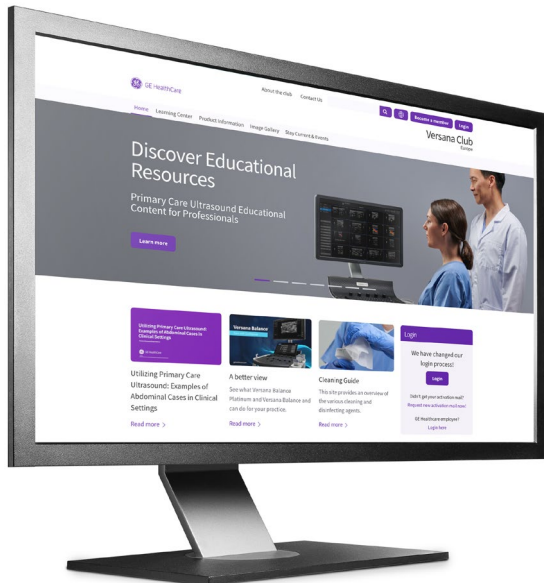 GE HealthCare
About the club Contact Us
Become a member Login
Home Learning Center Product Information Image Gallery Stay Current & Events
Versana Club
Europe
Discover Educational
Resources
Primary Care Ultrasound Educational
Content for Professionals
Learn more
Utilizing Primary Care Ultrasound:
Examples of Abdominal Cases in
Clinical Settings
Versana Balance
Utilizing Primary Care
Ultrasound: Examples of
Abdominal Cases in Clinical
Settings
Read more >
A better view
See what Versana Balance
Platinum and Versana Balance and
can do for your practice.
Read more >
Cleaning Guide
This site provides an overview of
the various cleaning and
disinfecting agents.
Read more >
Login
We have changed our
login process!
Login
Didn't get your activation mail?
Request new activation mail now!
GE Healthcare employee?
Login here